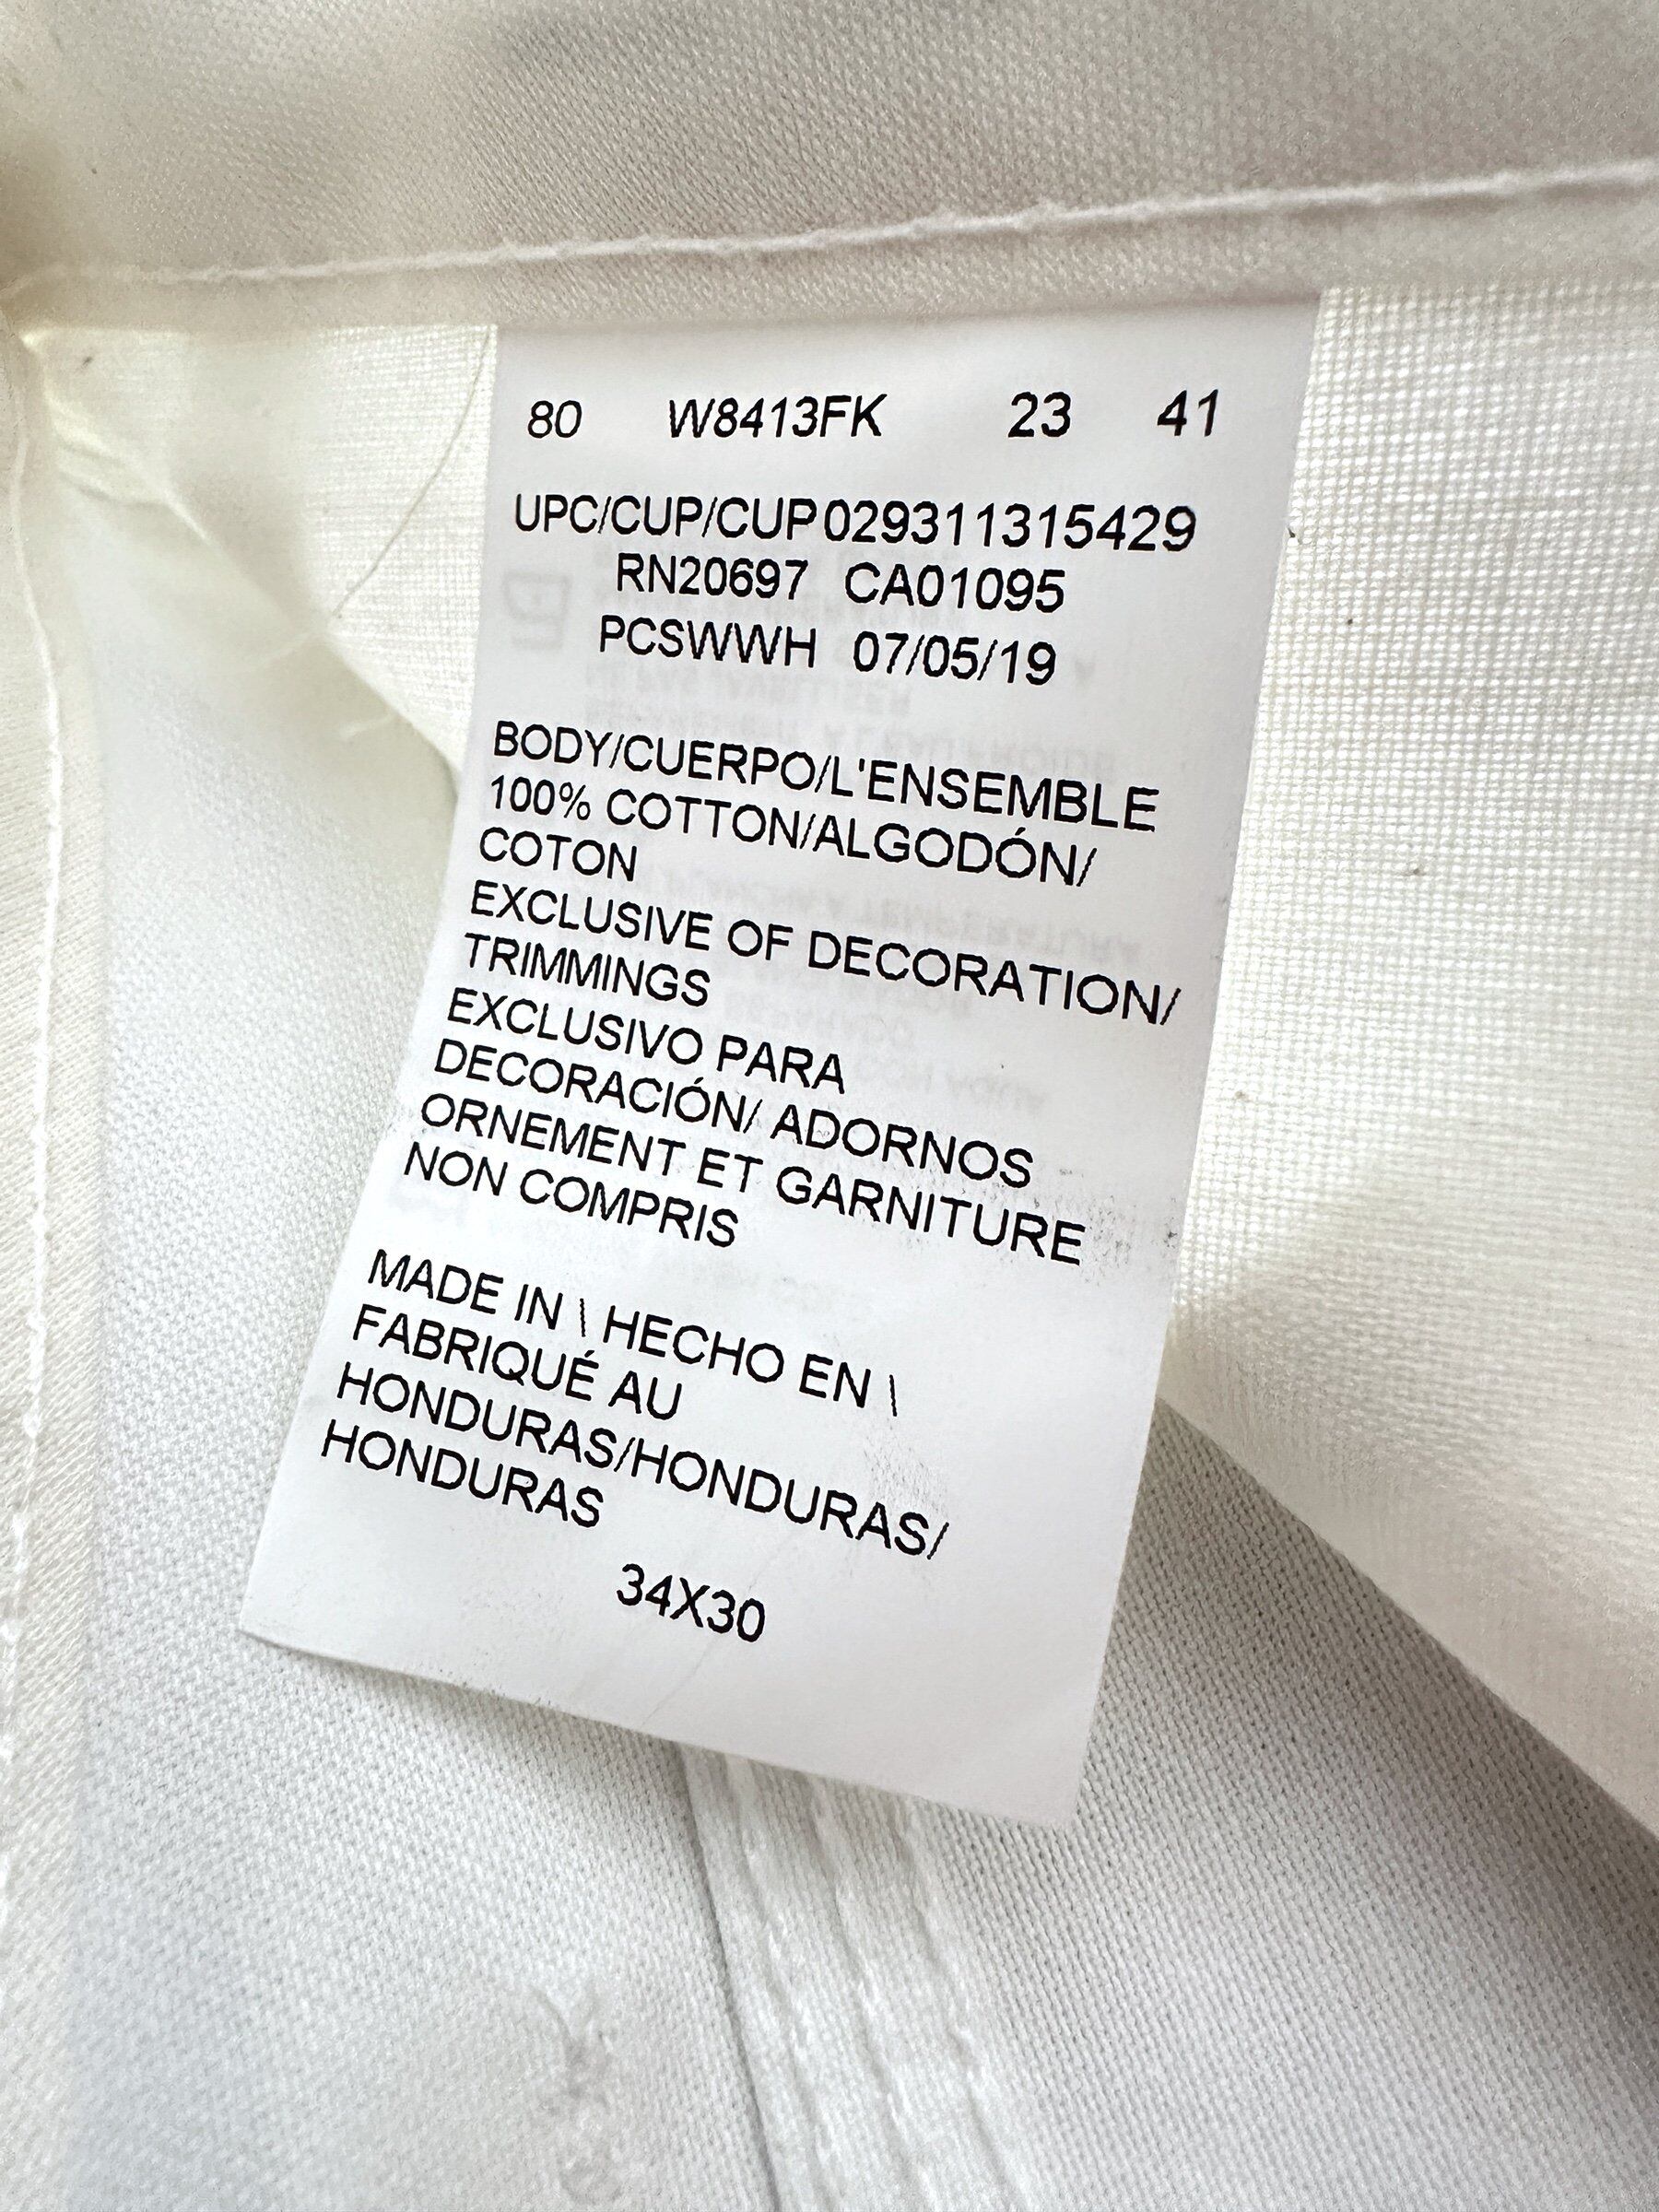 80 W8413FK 23 41
UPC/CUP/CUP 029311315429
RN20697 CA01095
PCSWWH 07/05/19
BODY/CUERPO/L'ENSEMBLE
100% COTTON/ALGODÓN/
COTON
EXCLUSIVE OF DECORATION/
TRIMMINGS
EXCLUSIVO PARA
DECORACIÓN/ ADORNOS
ORNEMENT ET GARNITURE
NON COMPRIS
MADE IN \ HECHO EN \
FABRIQUÉ AU
HONDURAS/HONDURAS/
HONDURAS
34X30